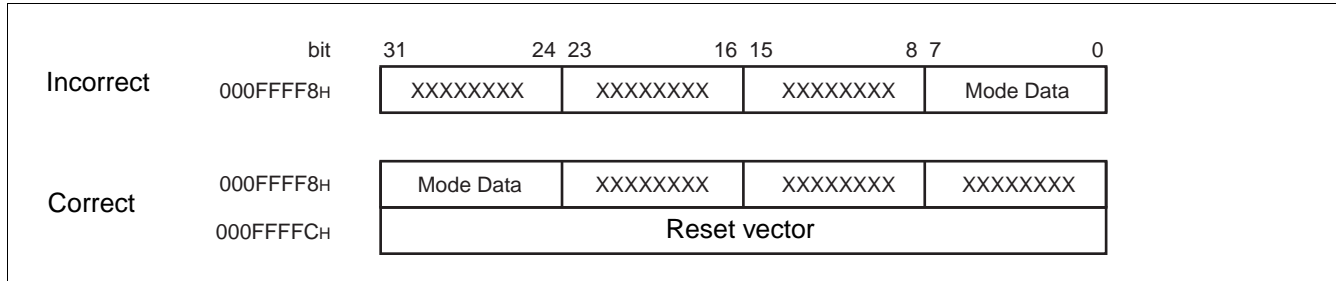 bit 31 24 23 16 15 8 7 0
Incorrect 000FFFF8H XXXXXXXX XXXXXXXX XXXXXXXX Mode Data
Correct 000FFFF8H Mode Data XXXXXXXX XXXXXXXX XXXXXXXX
000FFFFCH Reset vector